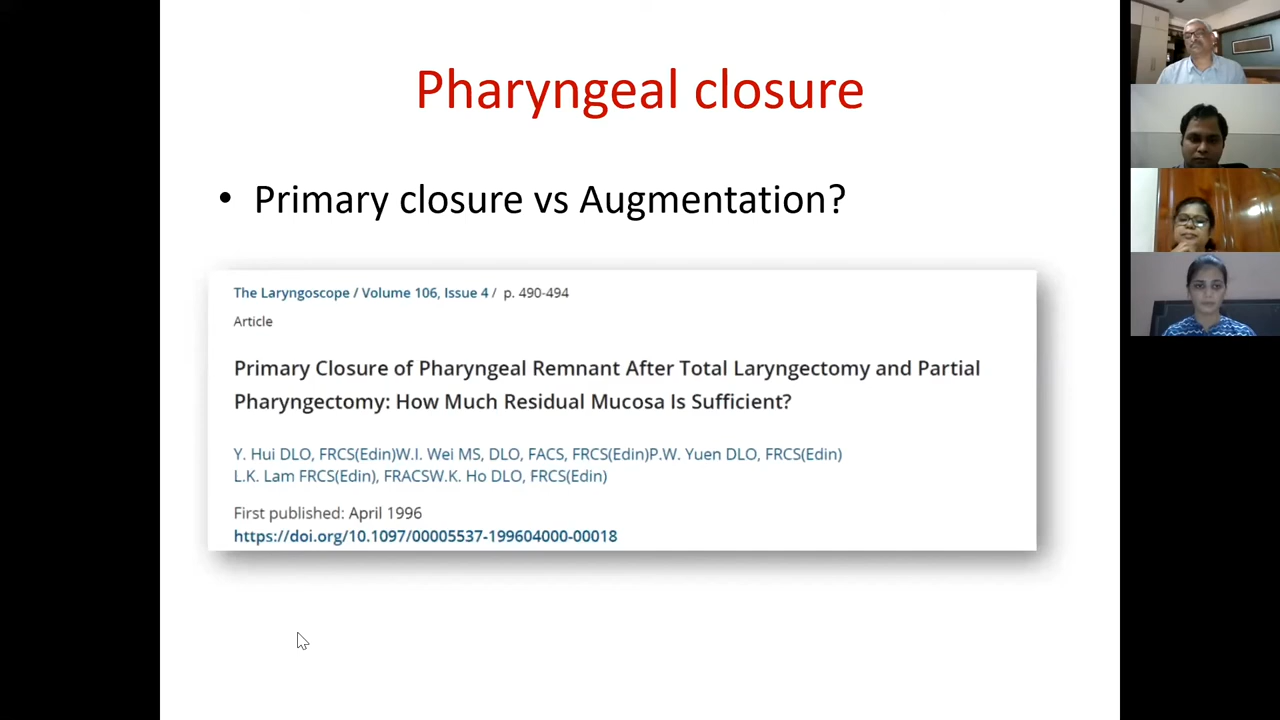 Pharyngeal closure
• Primary closure vs Augmentation?
The Laryngoscope / Volume 106, Issue 4 / p. 490-494
Article
Primary Closure of Pharyngeal Remnant After Total Laryngectomy and Partial
Pharyngectomy: How Much Residual Mucosa Is Sufficient?
Y. Hui DLO, FRCS(Edin)W.I. Wei MS, DLO, FACS, FRCS(Edin)P.W. Yuen DLO, FRCS(Edin)
L.K. Lam FRCS(Edin), FRACSW.K. Ho DLO, FRCS(Edin)
First published: April 1996
https://doi.org/10.1097/00005537-199604000-00018